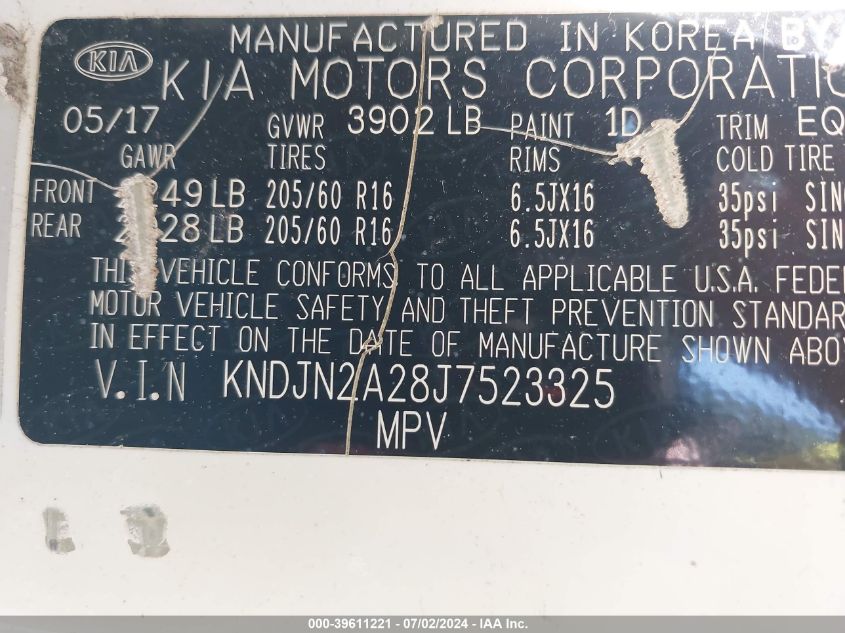 MANUFACTURED IN KOREA BY
KIA
KIA MOTORS CORPORATIO
05/17 GVWR 3902 LB PAINT 1D TRIM EQ
GAWR TIRES RIMS COLD TIRE
FRONT 49 LB 205/60 R16 6.5JX16 35psi SIN
REAR 2 28 LB 205/60 R16 6.5JX16 35psi SIN
THI VEHICLE CONFORMS TO ALL APPLICABLE U.S.A. FEDER
MOTOR VEHICLE SAFETY AND THEFT PREVENTION STANDAR
IN EFFECT ON THE DATE OF MANUFACTURE SHOWN ABO
V.I.N KNDJN2A28J7523325
MPV
000-39611221 - 07/02/2024 - IAA Inc.